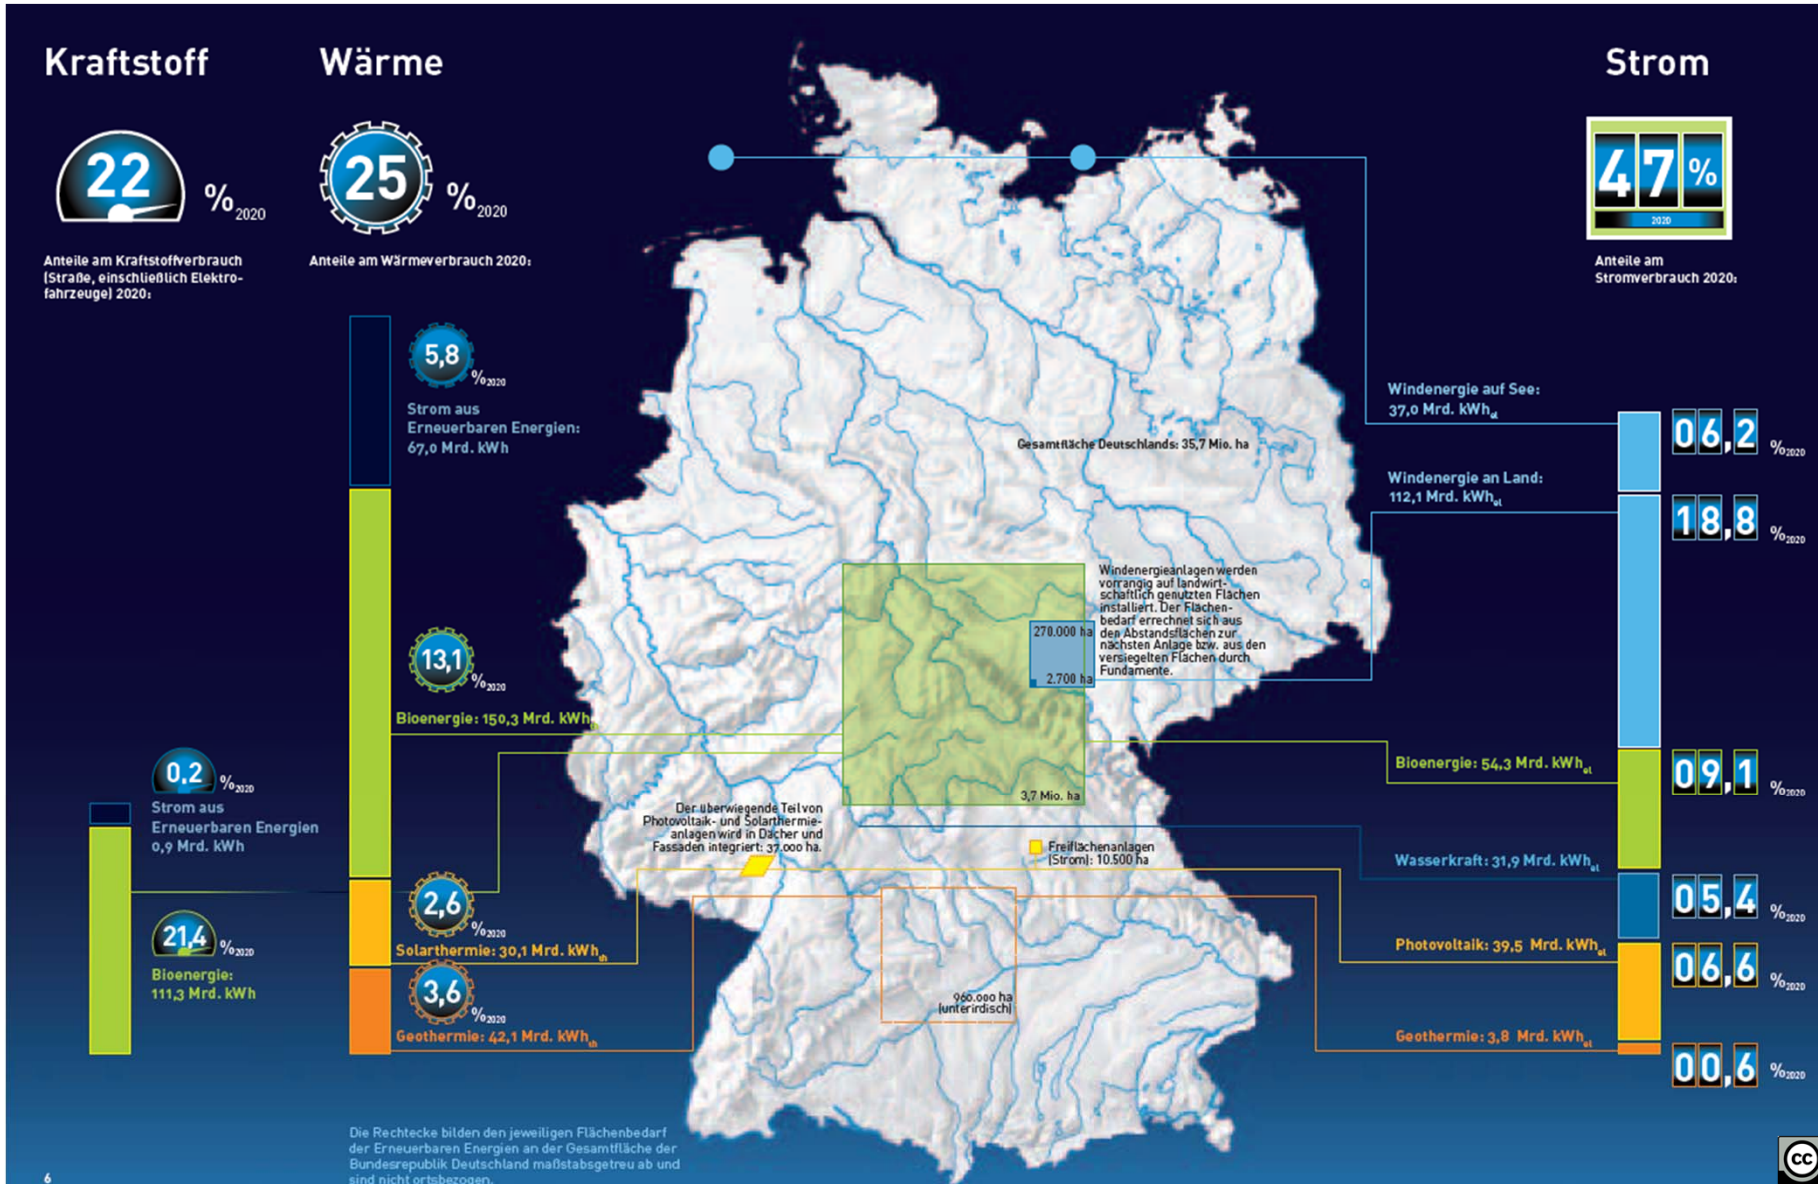 Kraftstoff
22 %2020
Anteile am Kraftstoffverbrauch
(Straße, einschließlich Elektro-
fahrzeuge) 2020:
0,2 %2020
Strom aus
Erneuerbaren Energien
0,9 Mrd. kWh
21,4 %2020
Bioenergie:
111,3 Mrd. kWh
Wärme
25 %2020
Anteile am Wärmeverbrauch 2020:
5,8 %2020
Strom aus
Erneuerbaren Energien:
67,0 Mrd. kWh
13,1 %2020
Bioenergie: 150,3 Mrd. kWh
2,6 %2020
Solarthermie: 30,1 Mrd. kWhth
3,6 %2020
Geothermie: 42,1 Mrd. kWhth
Gesamtfläche Deutschlands: 35,7 Mio. ha
Windenergieanlagen werden
vorrangig auf landwirt-
schaftlich genutzten Flächen
installiert. Der Flächen-
bedarf errechnet sich aus
den Abstandsflächen zur
nächsten Anlage bzw. aus den
versiegelten Flächen durch
Fundamente.
270.000 ha
2.700 ha
3,7 Mio. ha
Der überwiegende Teil von
Photovoltaik- und Solarthermie-
anlagen wird in Dächer und
Fassaden integriert: 37.000 ha.
Freiflächenanlagen
(Strom): 10.500 ha
960.000 ha
(unterirdisch)
Strom
47%
2020
Anteile am
Stromverbrauch 2020:
Windenergie auf See:
37,0 Mrd. kWhel
06,2 %2020
Windenergie an Land:
112,1 Mrd. kWhel
18,8 %2020
Bioenergie: 54,3 Mrd. kWhel
09,1 %2020
Wasserkraft: 31,9 Mrd. kWhel
05,4 %2020
Photovoltaik: 39,5 Mrd. kWhel
06,6 %2020
Geothermie: 3,8 Mrd. kWhel
00,6 %2020
Die Rechtecke bilden den jeweiligen Flächenbedarf
der Erneuerbaren Energien an der Gesamtfläche der
Bundesrepublik Deutschland maßstabsgetreu ab und
sind nicht ortsbezogen.
6
cc